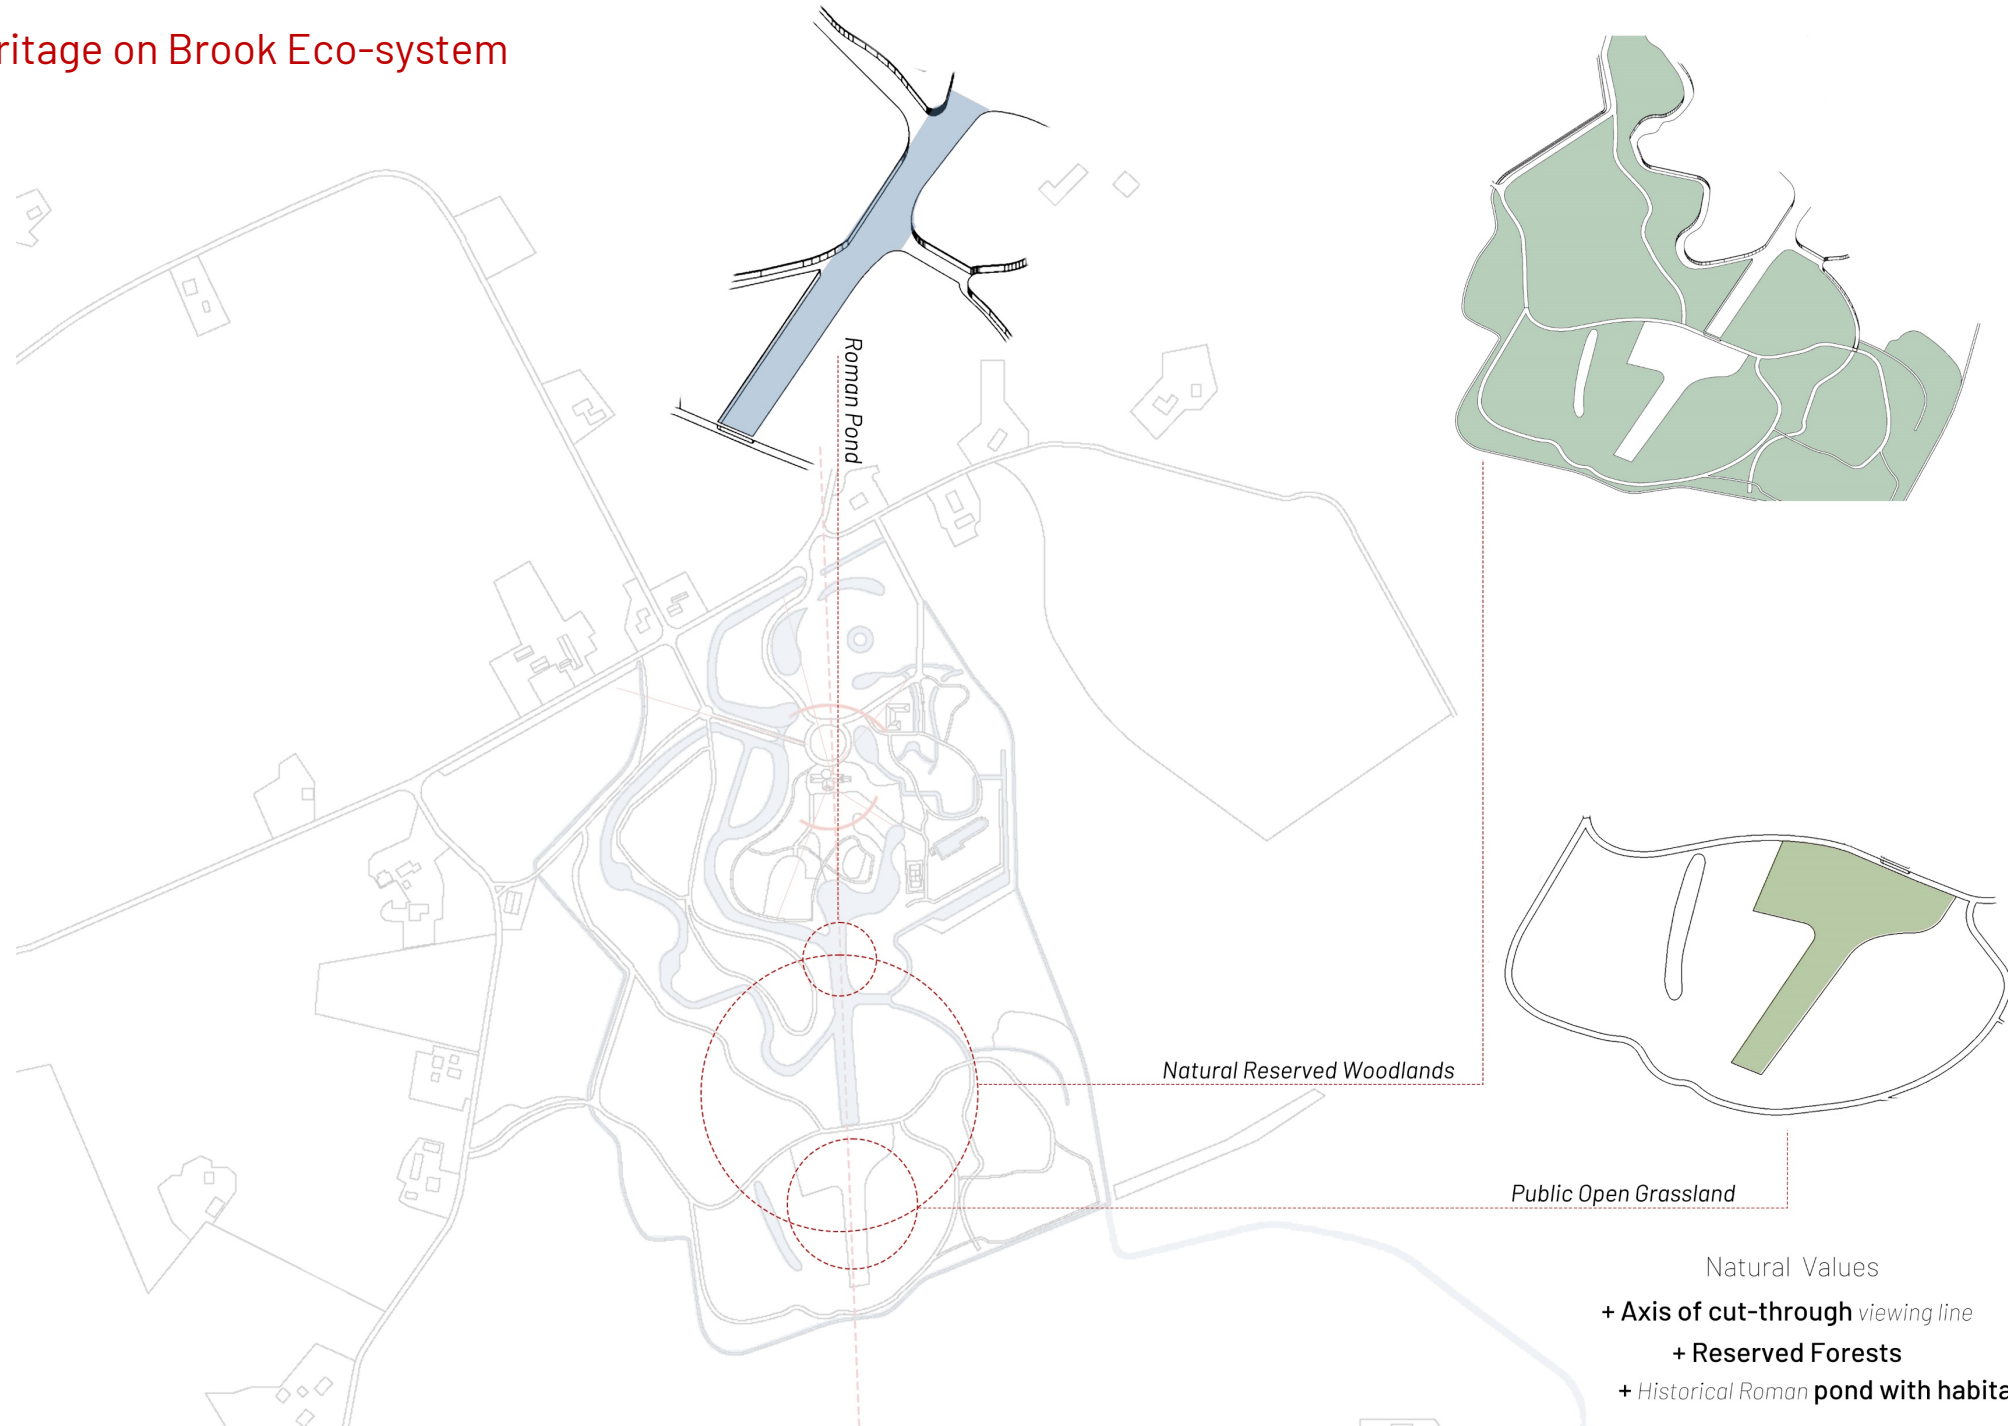 ritage on Brook Eco-system
Roman Pond
Natural Reserved Woodlands
Public Open Grassland
Natural Values
+ Axis of cut-through viewing line
+ Reserved Forests
+ Historical Roman pond with habita